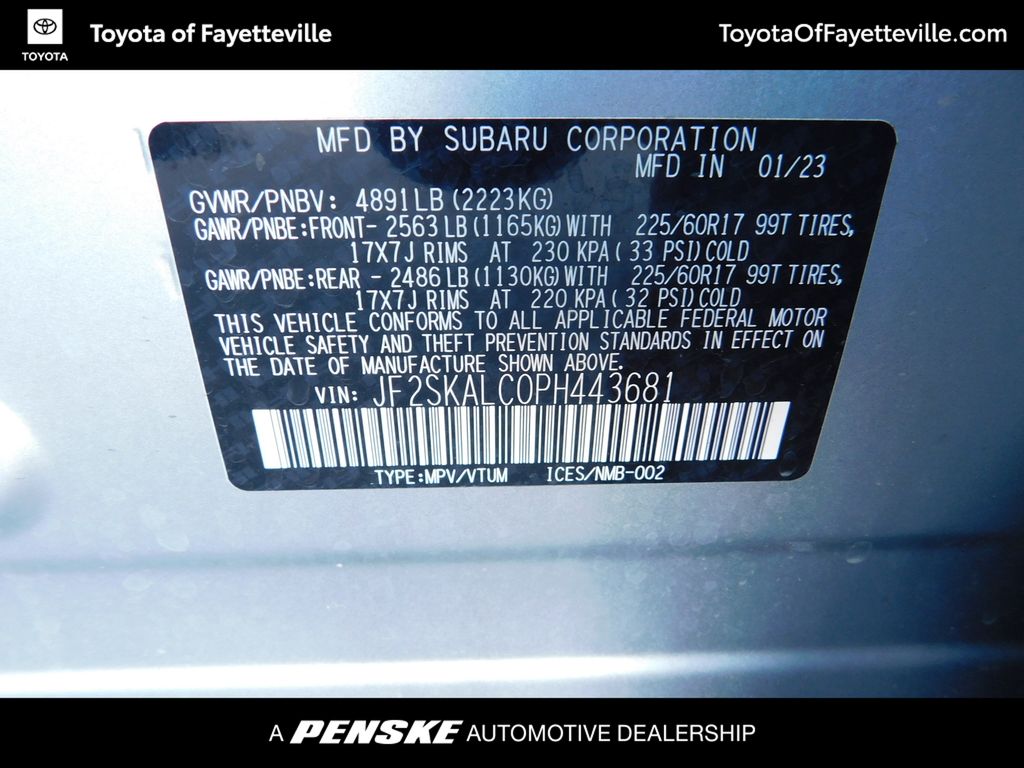 TOYOTA
Toyota of Fayetteville
ToyotaOfFayetteville.com
MFD BY SUBARU CORPORATION
MFD IN 01/23
GVWR/PNBV: 4891LB (2223KG)
GAWR/PNBE:FRONT- 2563LB (1165KG) WITH 225/60R17 99T TIRES,
17X7J RIMS AT 230 KPA ( 33 PSI) COLD
GAWR/PNBE:REAR - 2486LB (1130KG) WITH 225/60R17 99T TIRES,
17X7J RIMS AT 220 KPA ( 32 PSI) COLD
THIS VEHICLE CONFORMS TO ALL APPLICABLE FEDERAL MOTOR
VEHICLE SAFETY AND THEFT PREVENTION STANDARDS IN EFFECT ON
THE DATE OF MANUFACTURE SHOWN ABOVE.
VIN: JF2SKALC0PH443681
TYPE:MPV/VTUM ICES/NMB-002
A PENSKE AUTOMOTIVE DEALERSHIP